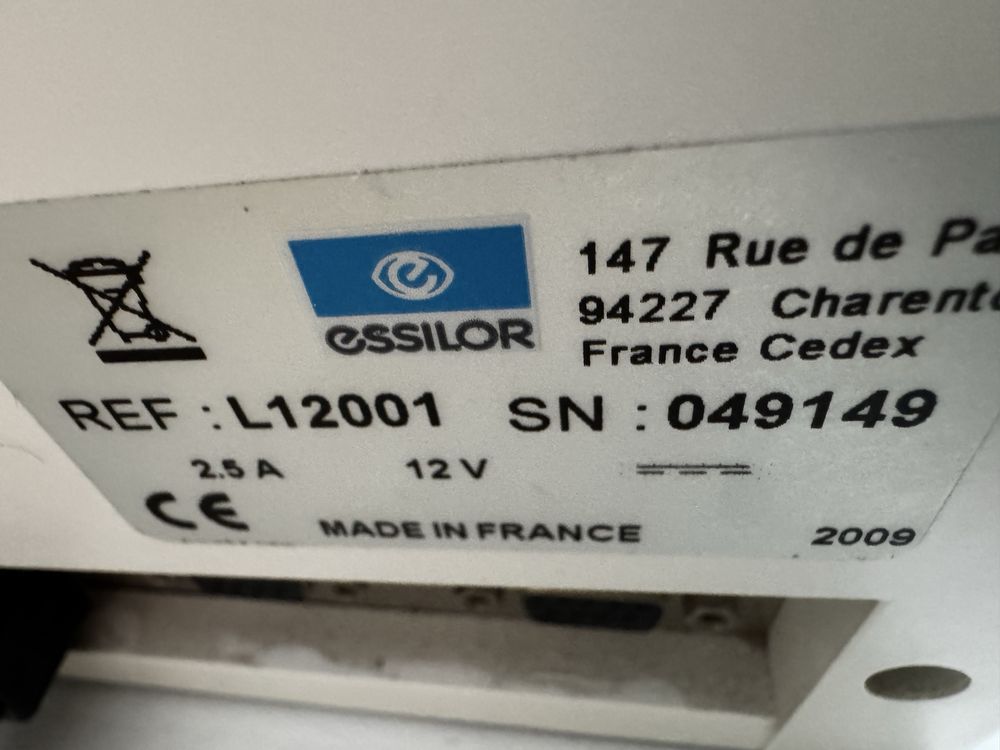 essilor
147 Rue de Pa
94227 Charent
France Cedex
REF : L12001 SN : 049149
2.5 A 12 V
CE MADE IN FRANCE 2009